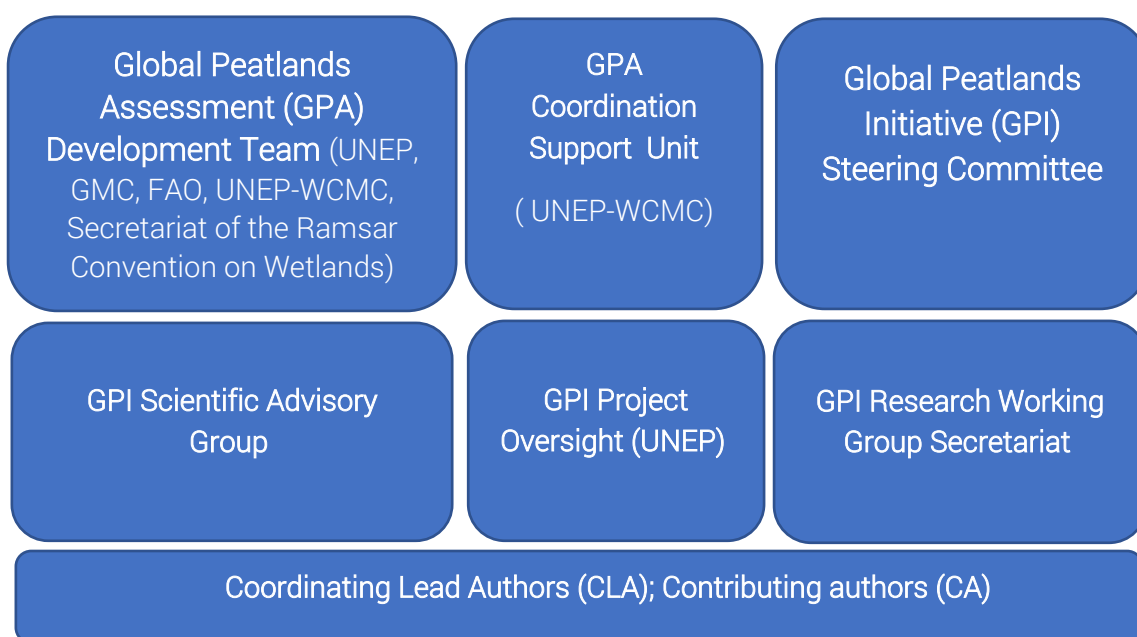 Global Peatlands
Assessment (GPA)
Development Team (UNEP,
GMC, FAO, UNEP-WCMC,
Secretariat of the Ramsar
Convention on Wetlands)
GPA
Coordination
Support Unit
( UNEP-WCMC)
Global Peatlands
Initiative (GPI)
Steering Committee
GPI Scientific Advisory
Group
GPI Project
Oversight (UNEP)
GPI Research Working
Group Secretariat
Coordinating Lead Authors (CLA); Contributing authors (CA)